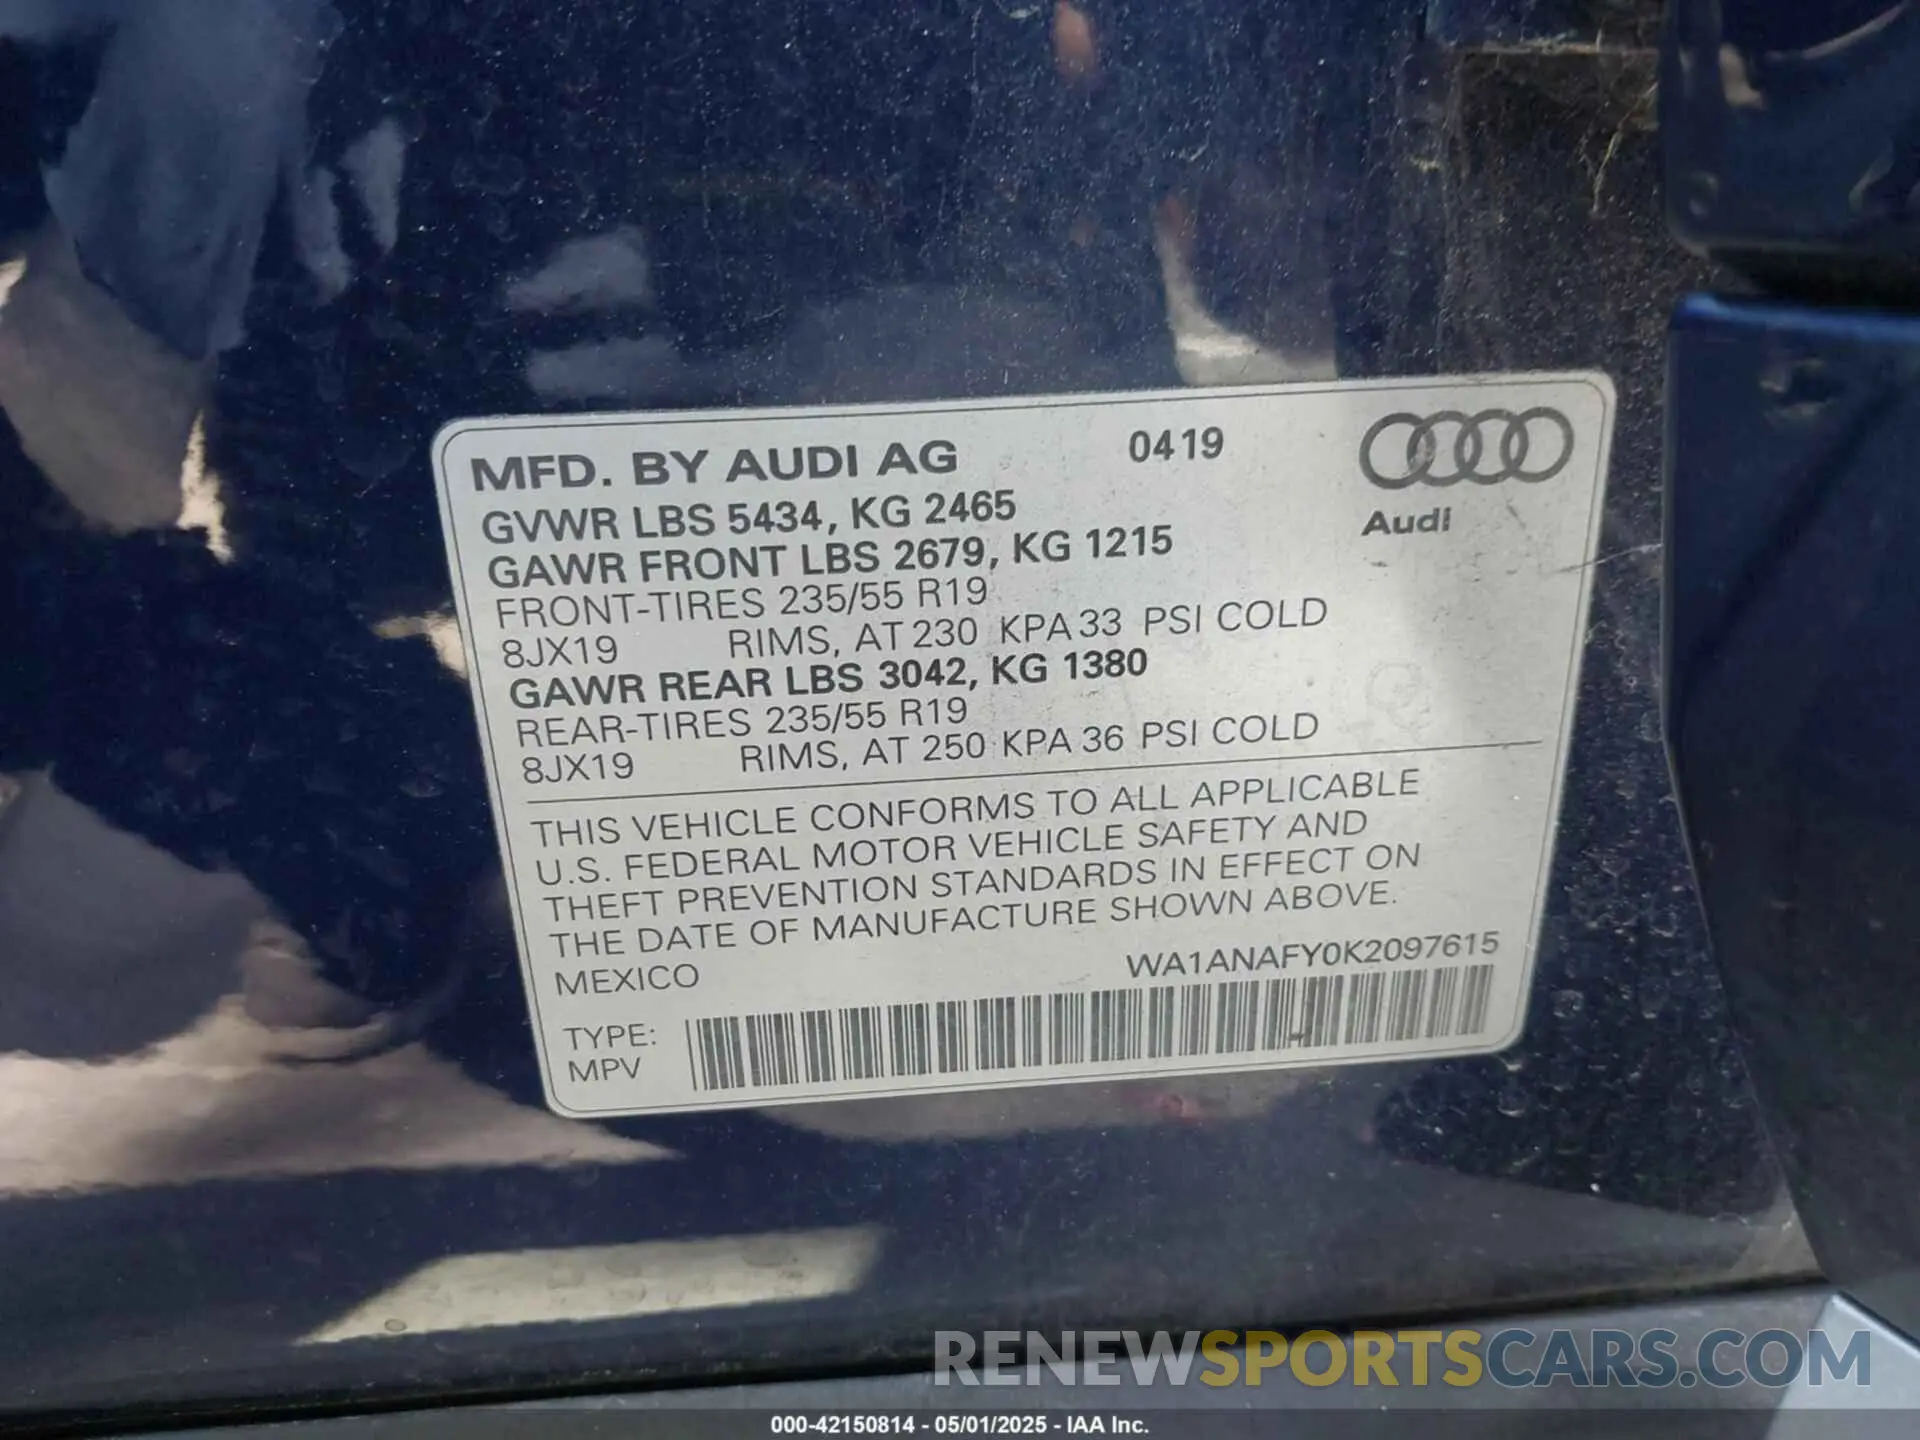 MFD. BY AUDI AG 0419
GVWR LBS 5434, KG 2465
Audi
GAWR FRONT LBS 2679, KG 1215
FRONT-TIRES 235/55 R19
8JX19 RIMS, AT 230 KPA 33 PSI COLD
GAWR REAR LBS 3042, KG 1380
REAR-TIRES 235/55 R19
8JX19 RIMS, AT 250 KPA 36 PSI COLD
THIS VEHICLE CONFORMS TO ALL APPLICABLE
U.S. FEDERAL MOTOR VEHICLE SAFETY AND
THEFT PREVENTION STANDARDS IN EFFECT ON
THE DATE OF MANUFACTURE SHOWN ABOVE.
MEXICO WA1ANAFY0K2097615
TYPE:
MPV
RENEWSPORTSCARS.COM
000-42150814 - 05/01/2025 - IAA Inc.